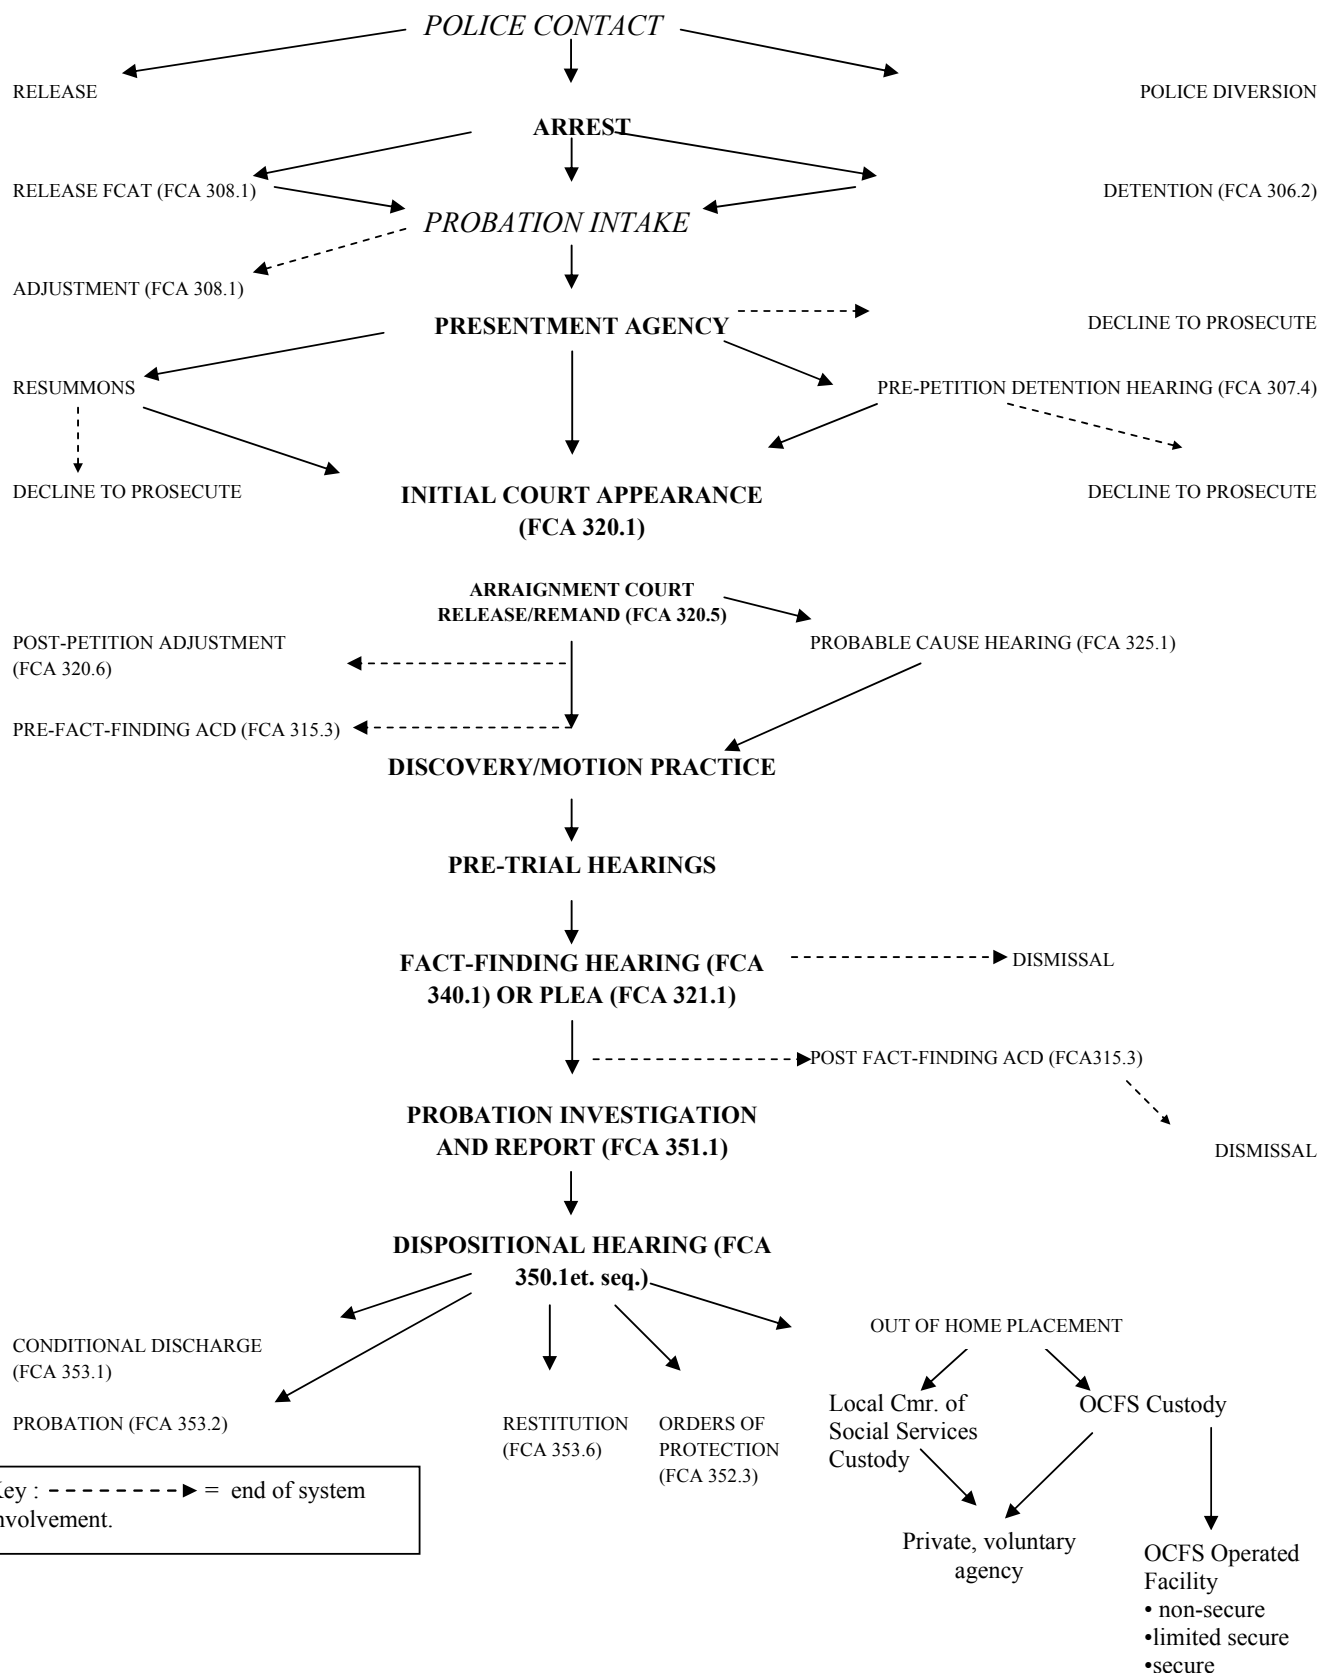 POLICE CONTACT
RELEASE
POLICE DIVERSION
ARREST
RELEASE FCAT (FCA 308.1)
DETENTION (FCA 306.2)
PROBATION INTAKE
ADJUSTMENT (FCA 308.1)
PRESENTMENT AGENCY
DECLINE TO PROSECUTE
RESUMMONS
PRE-PETITION DETENTION HEARING (FCA 307.4)
DECLINE TO PROSECUTE
INITIAL COURT APPEARANCE
(FCA 320.1)
DECLINE TO PROSECUTE
ARRAIGNMENT COURT
RELEASE/REMAND (FCA 320.5)
POST-PETITION ADJUSTMENT
(FCA 320.6)
PROBABLE CAUSE HEARING (FCA 325.1)
PRE-FACT-FINDING ACD (FCA 315.3)
DISCOVERY/MOTION PRACTICE
PRE-TRIAL HEARINGS
FACT-FINDING HEARING (FCA
340.1) OR PLEA (FCA 321.1)
DISMISSAL
POST FACT-FINDING ACD (FCA315.3)
PROBATION INVESTIGATION
AND REPORT (FCA 351.1)
DISMISSAL
DISPOSITIONAL HEARING (FCA
350.1et. seq.)
CONDITIONAL DISCHARGE
(FCA 353.1)
OUT OF HOME PLACEMENT
PROBATION (FCA 353.2)
RESTITUTION
(FCA 353.6)
ORDERS OF
PROTECTION
(FCA 352.3)
Local Cmr. of
Social Services
Custody
OCFS Custody
Key : = end of system
nvolvement.
Private, voluntary
agency
OCFS Operated
Facility
• non-secure
•limited secure
•secure